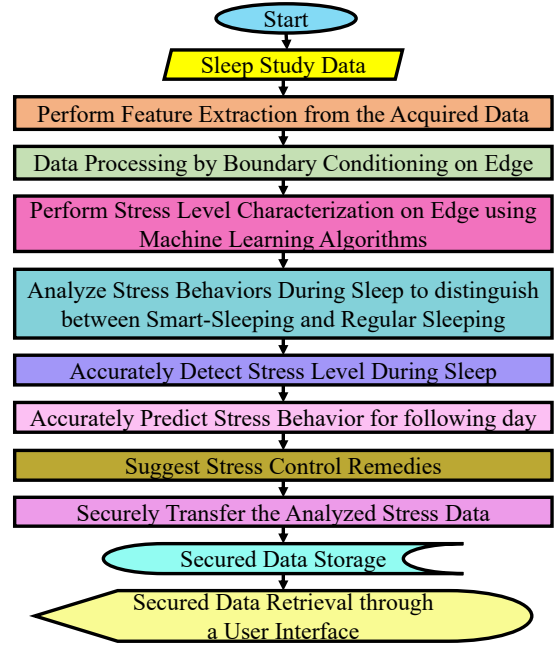 Start
Sleep Study Data
Perform Feature Extraction from the Acquired Data
Data Processing by Boundary Conditioning on Edge
Perform Stress Level Characterization on Edge using
Machine Learning Algorithms
Analyze Stress Behaviors During Sleep to distinguish
between Smart-Sleeping and Regular Sleeping
Accurately Detect Stress Level During Sleep
Accurately Predict Stress Behavior for following day
Suggest Stress Control Remedies
Securely Transfer the Analyzed Stress Data
Secured Data Storage
Secured Data Retrieval through
a User Interface